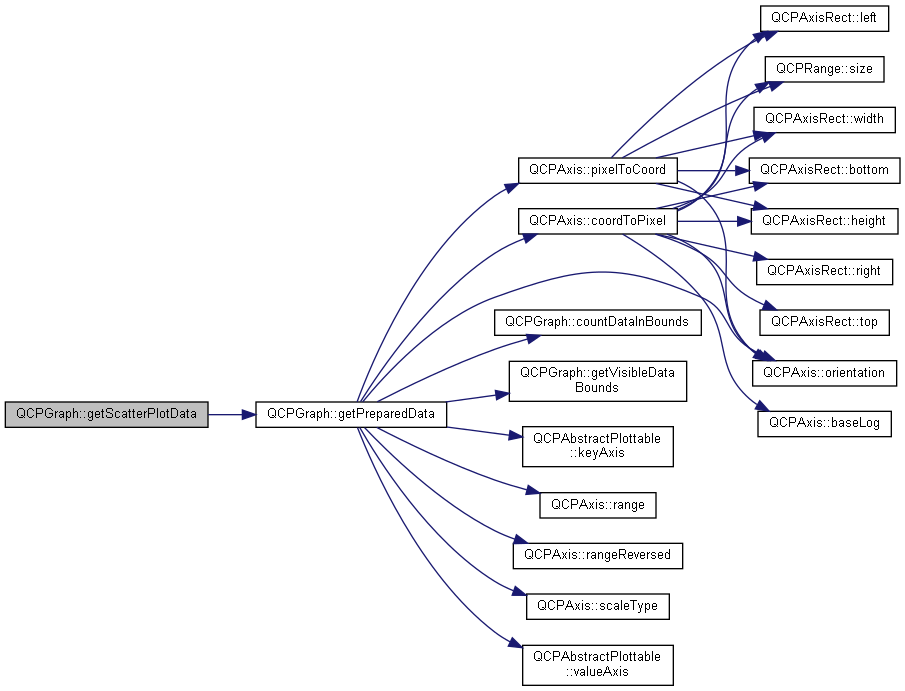 QCPGraph::getScatterPlotData
QCPGraph::getPreparedData
QCPAxis::pixelToCoord
QCPAxis::coordToPixel
QCPGraph::countDataInBounds
QCPGraph::getVisibleData
Bounds
QCPAbstractPlottable
::keyAxis
QCPAxis::range
QCPAxis::rangeReversed
QCPAxis::scaleType
QCPAbstractPlottable
::valueAxis
QCPAxisRect::left
QCPRange::size
QCPAxisRect::width
QCPAxisRect::bottom
QCPAxisRect::height
QCPAxisRect::right
QCPAxisRect::top
QCPAxis::orientation
QCPAxis::baseLog